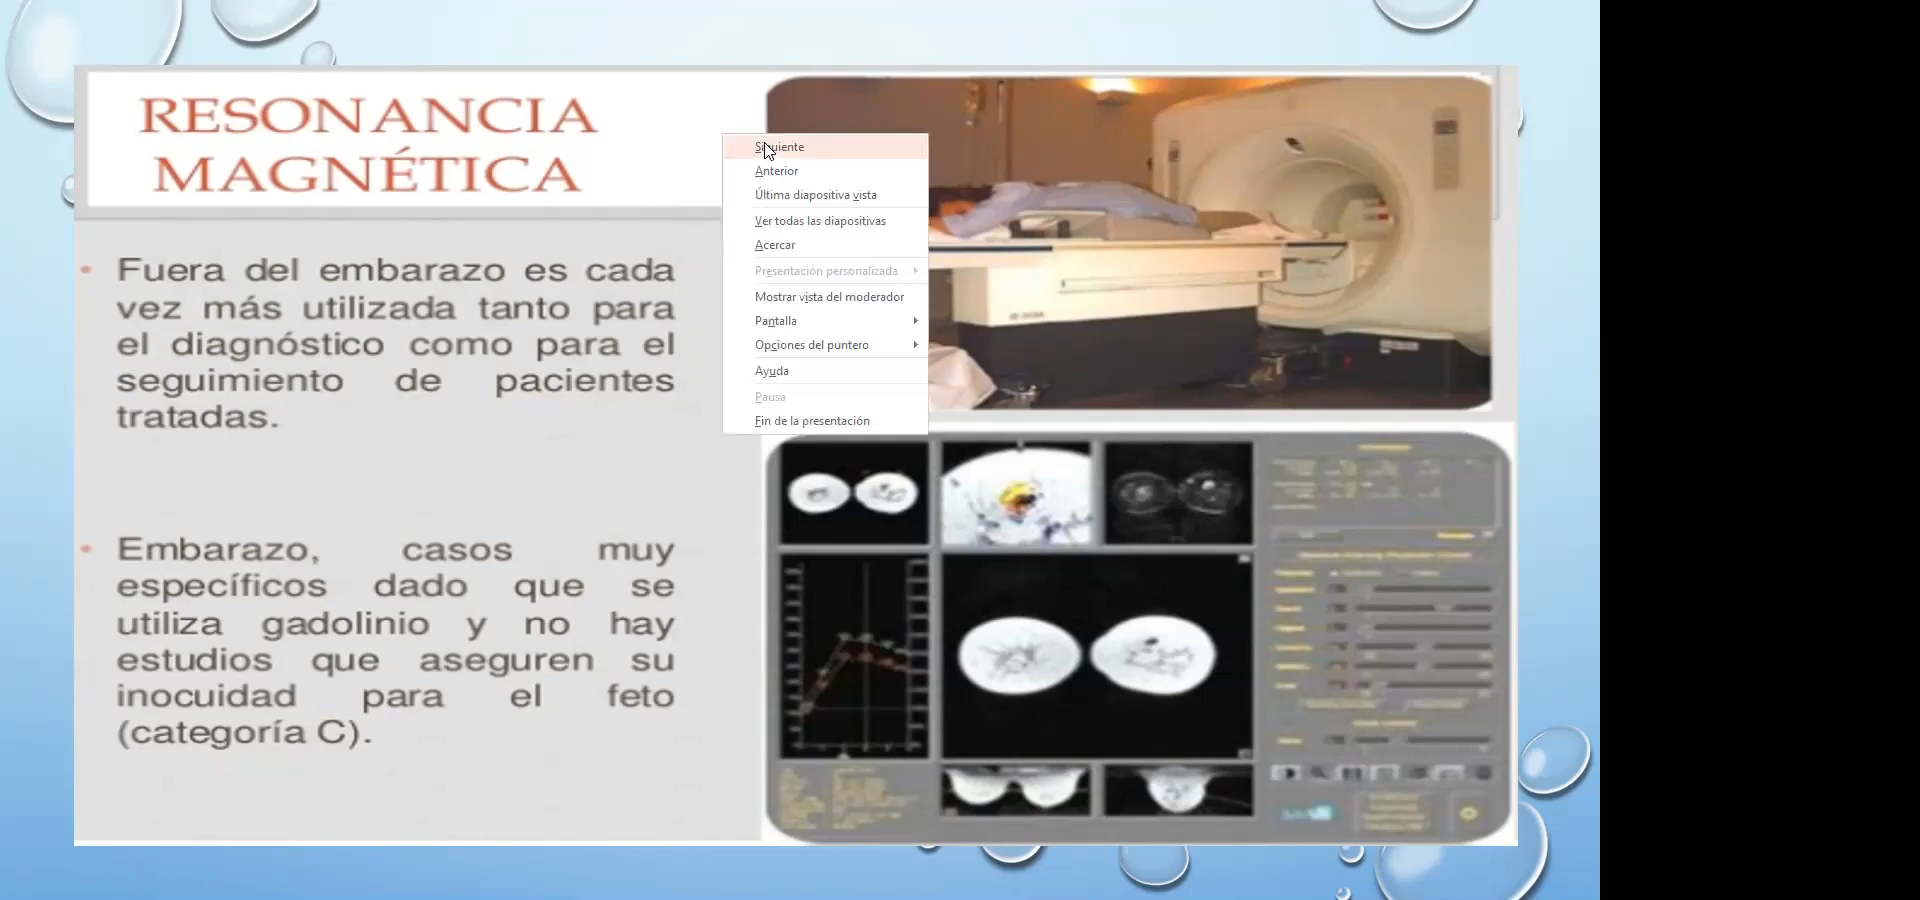 RESONANCIA
MAGNÉTICA
• Fuera del embarazo es cada
vez más utilizada tanto para
el diagnóstico como para el
seguimiento de pacientes
tratadas.
• Embarazo, casos muy
específicos dado que se
utiliza gadolinio y no hay
estudios que aseguren su
inocuidad para el feto
(categoría C).
Siguiente
Anterior
Última diapositiva vista
Ver todas las diapositivas
Acercar
Presentación personalizada
Mostrar vista del moderador
Pantalla
Opciones del puntero
Ayuda
Pausa
Fin de la presentación